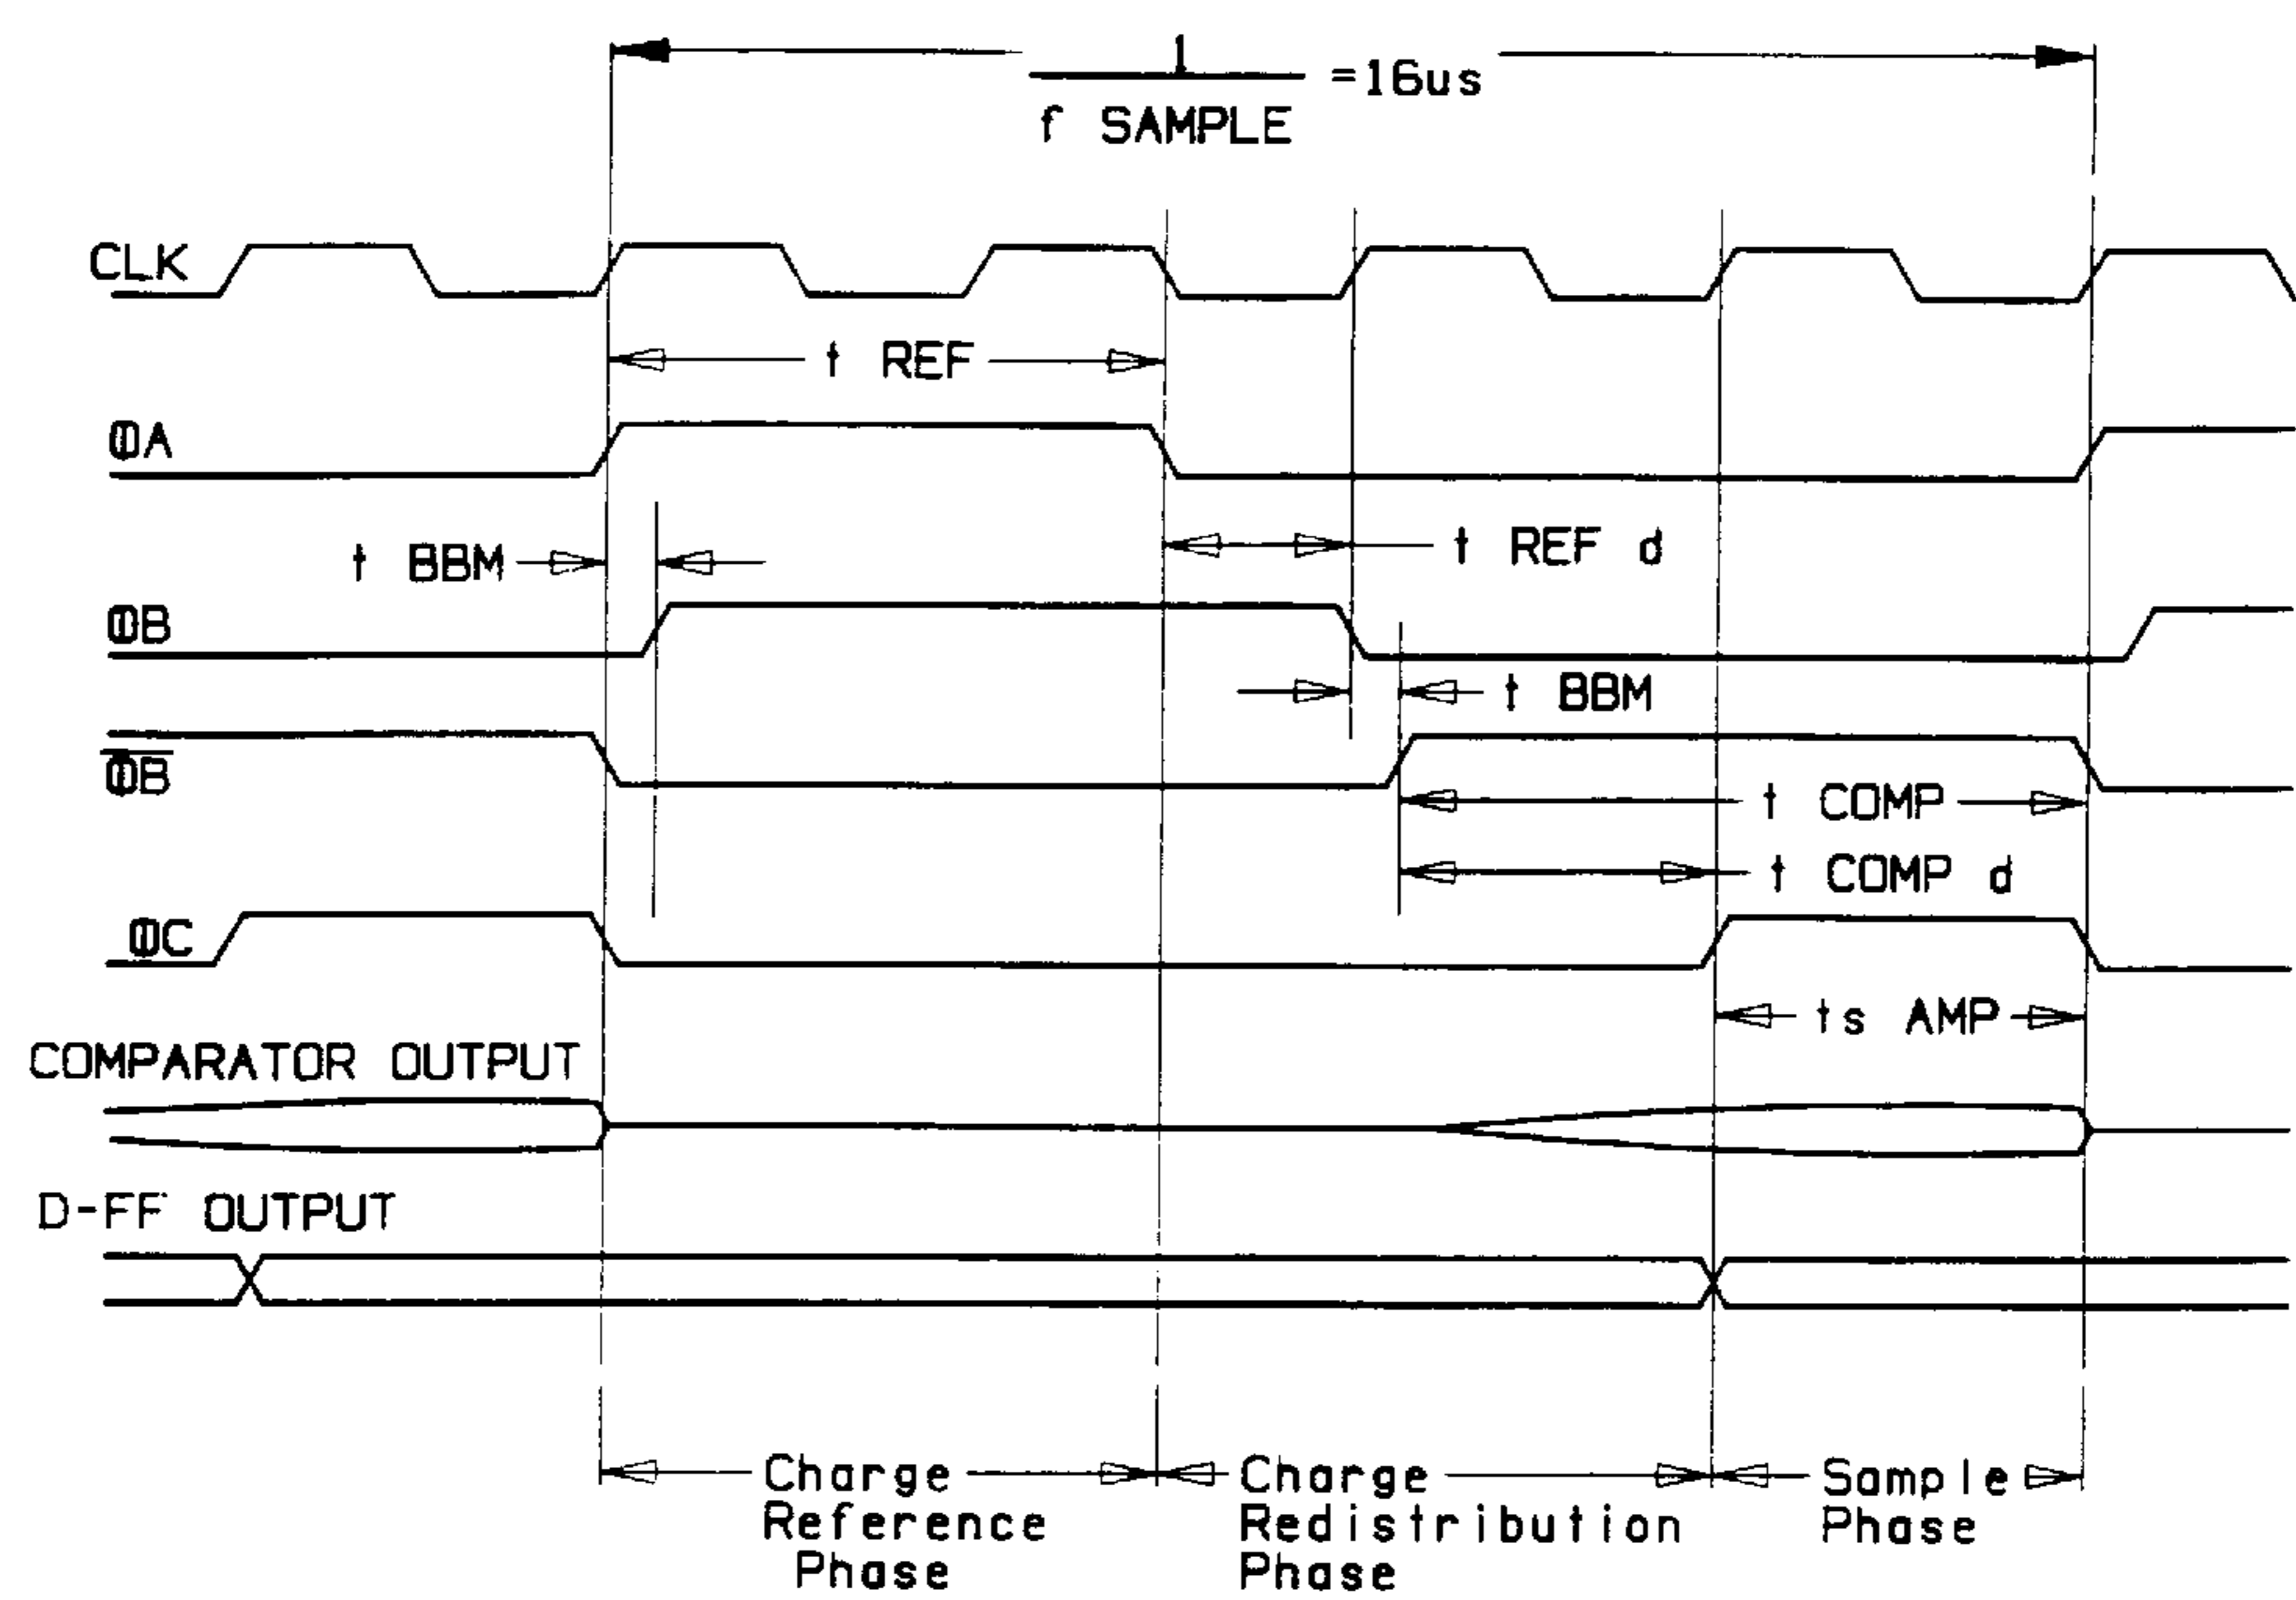 1
f SAMPLE
=16us
CLK
t REF
ΦA
t BBM
t REF d
ΦB
t BBM
Φ̅B̅
t COMP
t COMP d
ΦC
ts AMP
COMPARATOR OUTPUT
D-FF OUTPUT
Charge
Reference
Phase
Charge
Redistribution
Phase
Sample
Phase